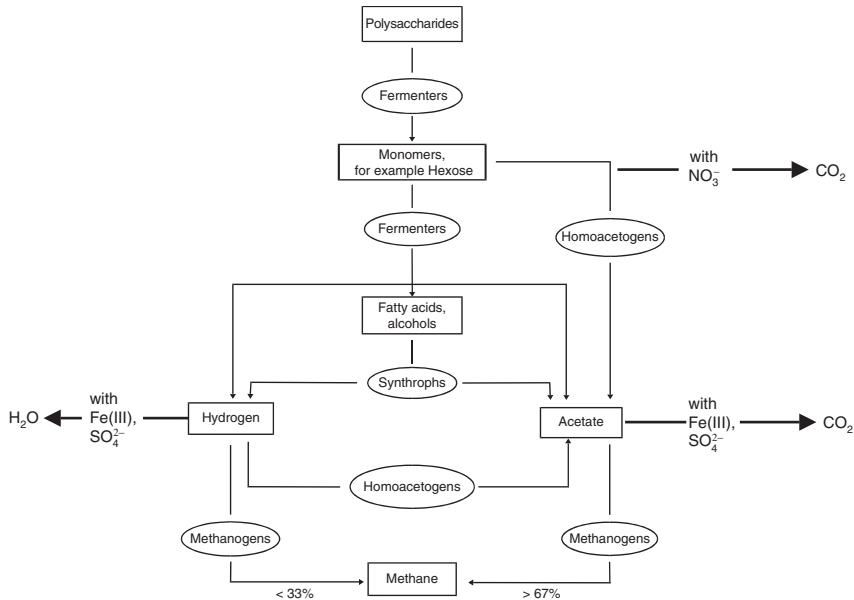 Polysaccharides
Fermenters
Monomers,
for example Hexose
with
NO₃⁻
CO₂
Fermenters
Homoacetogens
Fatty acids,
alcohols
Synthrophs
H₂O
with
Fe(III),
SO₄²⁻
Hydrogen
Acetate
with
Fe(III),
SO₄²⁻
CO₂
Homoacetogens
Methanogens
Methanogens
Methane
< 33%
> 67%